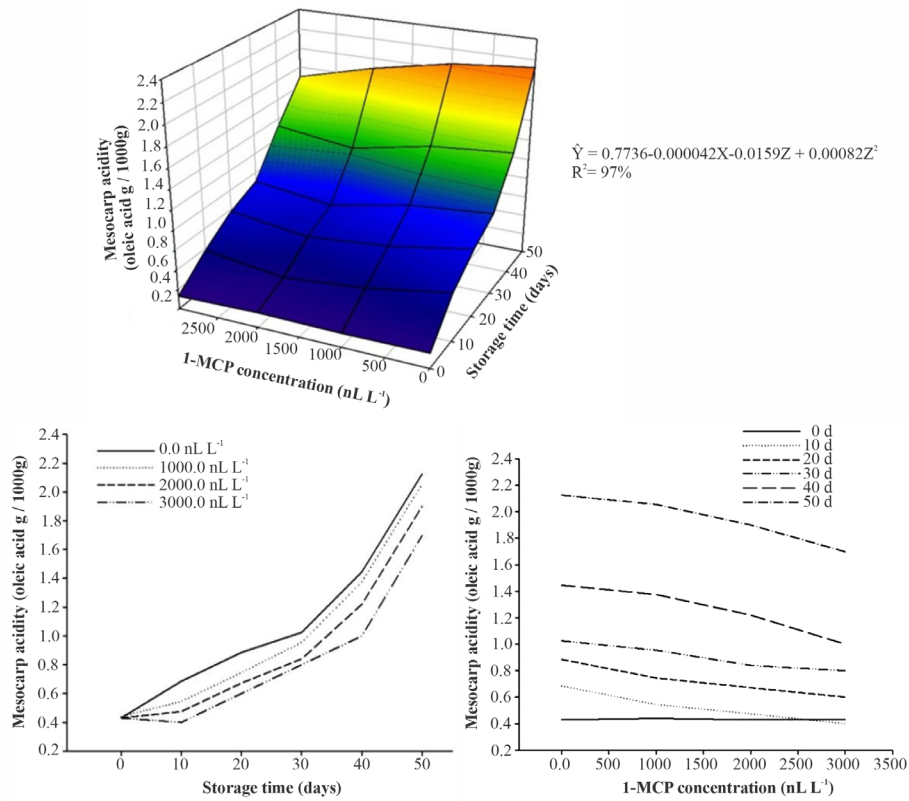 2.4
2.2
2.0
1.8
1.6
1.4
1.2
1.0
0.8
0.6
0.4
0.2
Mesocarp acidity
(oleic acid g / 1000g)
2500
2000
1500
1000
500
0
1-MCP concentration (nL L⁻¹)
0
10
20
30
40
50
Storage time (days)
Ŷ = 0.7736-0.000042X-0.0159Z + 0.00082Z²
R²= 97%
2.4
2.2
2.0
1.8
1.6
1.4
1.2
1.0
0.8
0.6
0.4
0.2
Mesocarp acidity (oleic acid g / 1000g)
0.0 nL L⁻¹
1000.0 nL L⁻¹
2000.0 nL L⁻¹
3000.0 nL L⁻¹
0 10 20 30 40 50
Storage time (days)
0 d
10 d
20 d
30 d
40 d
50 d
2.4
2.2
2.0
1.8
1.6
1.4
1.2
1.0
0.8
0.6
0.4
0.2
Mesocarp acidity (oleic acid g / 1000g)
0.0 500 1000 1500 2000 2500 3000 3500
1-MCP concentration (nL L⁻¹)